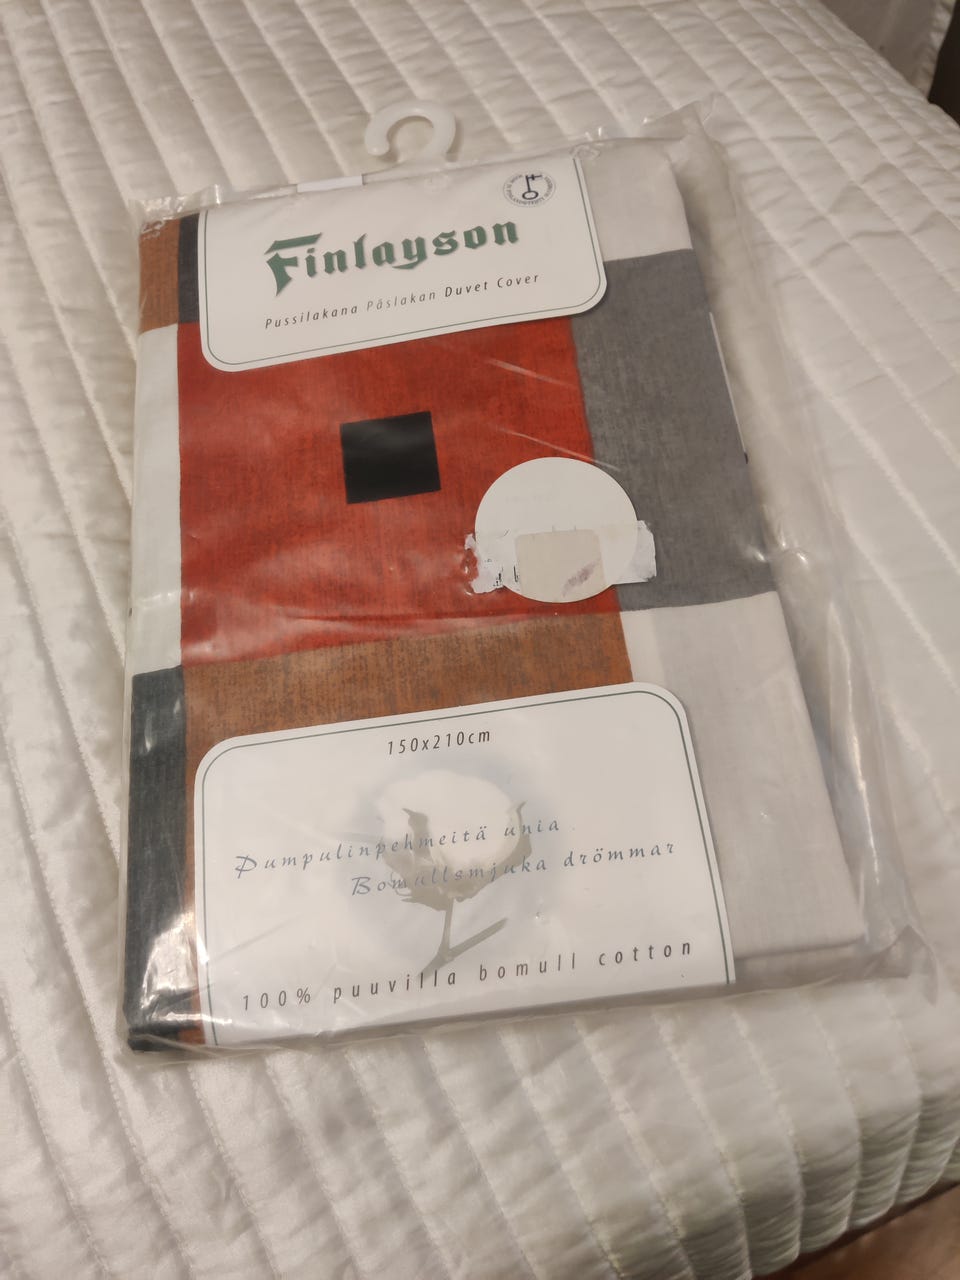 Finlayson
Pussilakana Påslakan Duvet Cover
150x210cm
Pumpulinpehmeitä unia
Bomullsmjuka drömmar
100% puuvilla bomull cotton